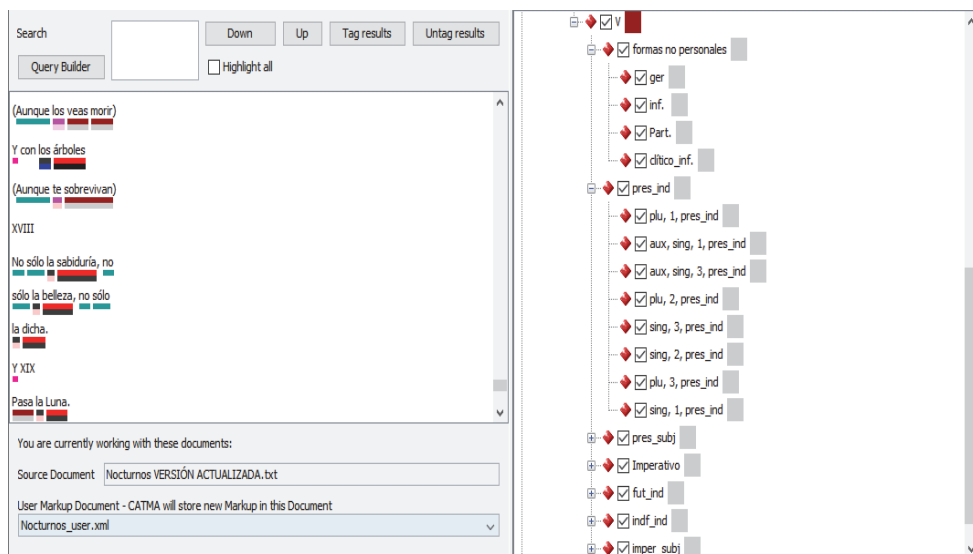 Search
Down
Up
Tag results
Untag results
Query Builder
Highlight all
(Aunque los veas morir)
Y con los árboles
(Aunque te sobrevivan)
XVIII
No sólo la sabiduría, no
sólo la belleza, no sólo
la dicha.
Y XIX
Pasa la Luna.
You are currently working with these documents:
Source Document Nocturnos VERSIÓN ACTUALIZADA.txt
User Markup Document - CATMA will store new Markup in this Document
Nocturnos_user.xml
V
formas no personales
ger
inf.
Part.
clítico_inf.
pres_ind
plu, 1, pres_ind
aux, sing, 1, pres_ind
aux, sing, 3, pres_ind
plu, 2, pres_ind
sing, 3, pres_ind
sing, 2, pres_ind
plu, 3, pres_ind
sing, 1, pres_ind
pres_subj
Imperativo
fut_ind
indf_ind
imper_subj